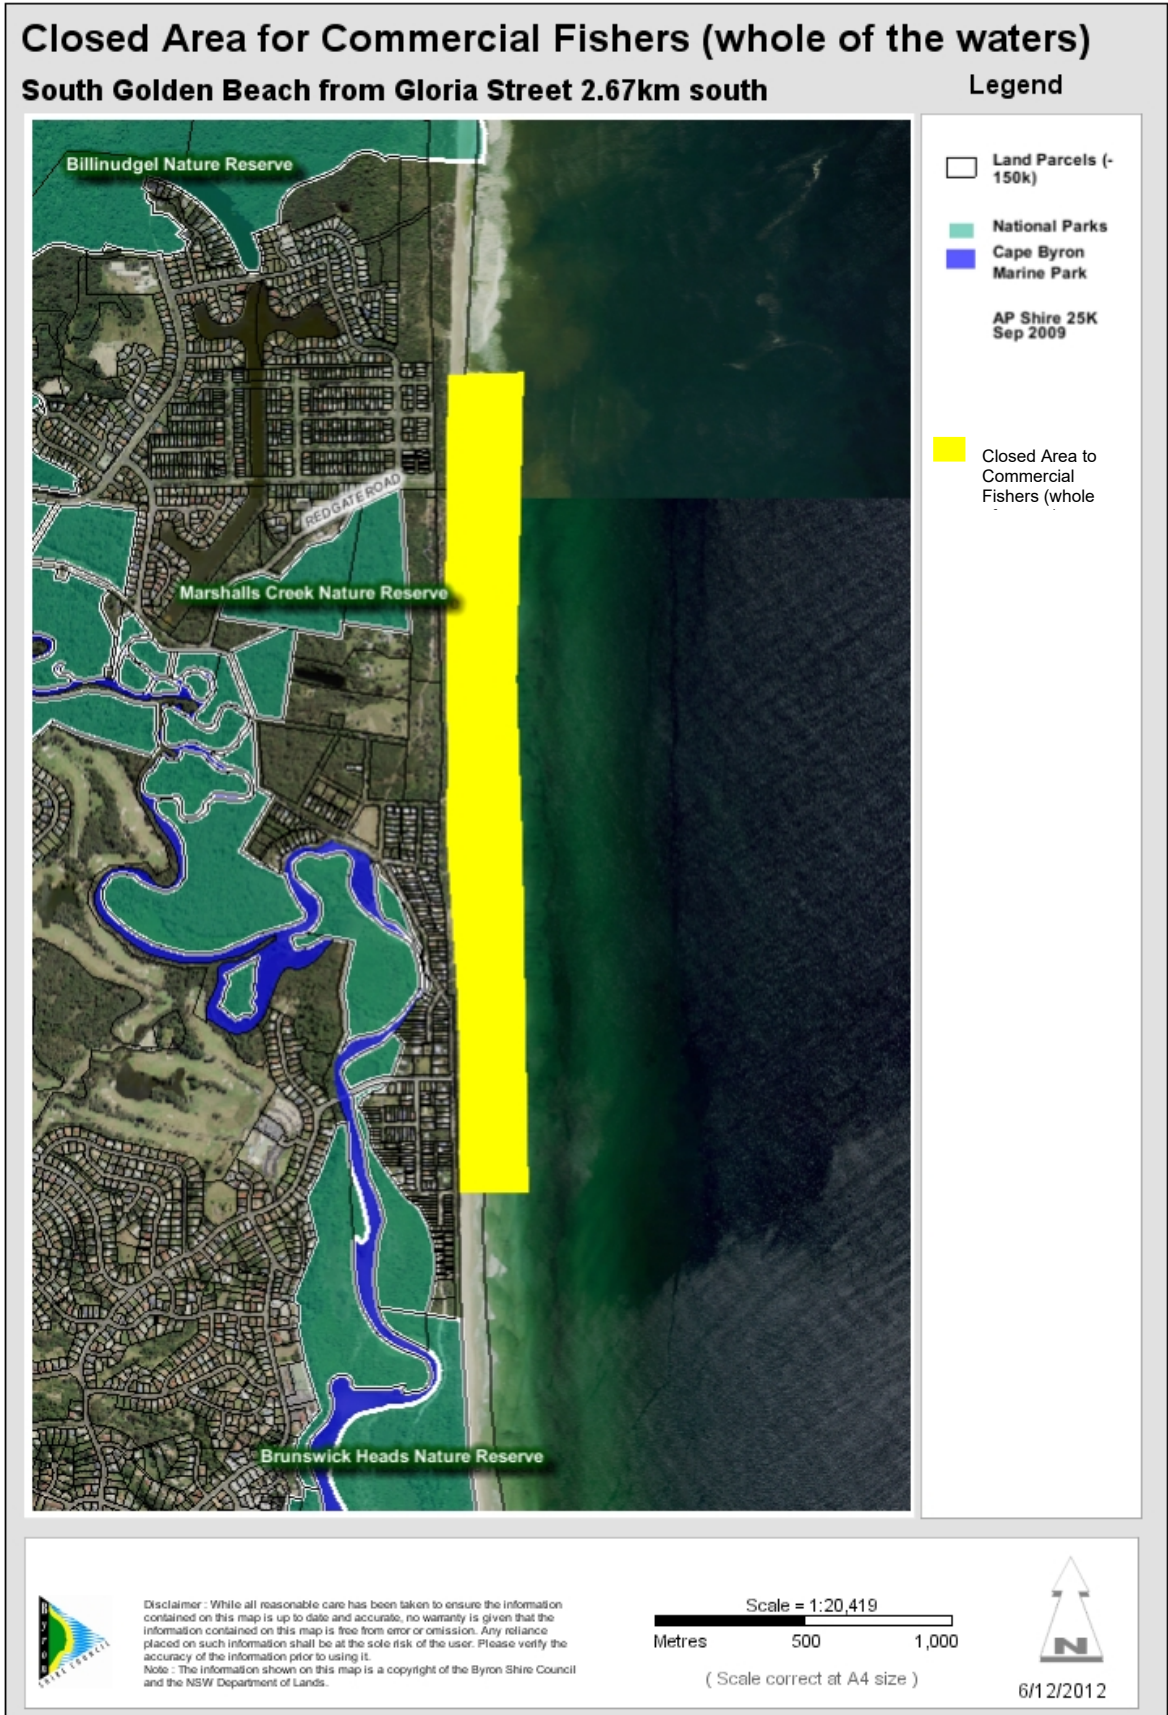 Closed Area for Commercial Fishers (whole of the waters)
South Golden Beach from Gloria Street 2.67km south
Legend
Billinudgel Nature Reserve
REDGATE ROAD
Marshalls Creek Nature Reserve
Brunswick Heads Nature Reserve
Land Parcels (-
150k)
National Parks
Cape Byron
Marine Park
AP Shire 25K
Sep 2009
Closed Area to
Commercial
Fishers (whole
Byron
SHIRE COUNCIL
Disclaimer : While all reasonable care has been taken to ensure the information
contained on this map is up to date and accurate, no warranty is given that the
information contained on this map is free from error or omission. Any reliance
placed on such information shall be at the sole risk of the user. Please verify the
accuracy of the information prior to using it.
Note : The information shown on this map is a copyright of the Byron Shire Council
and the NSW Department of Lands.
Scale = 1:20,419
Metres 500 1,000
( Scale correct at A4 size )
N
6/12/2012